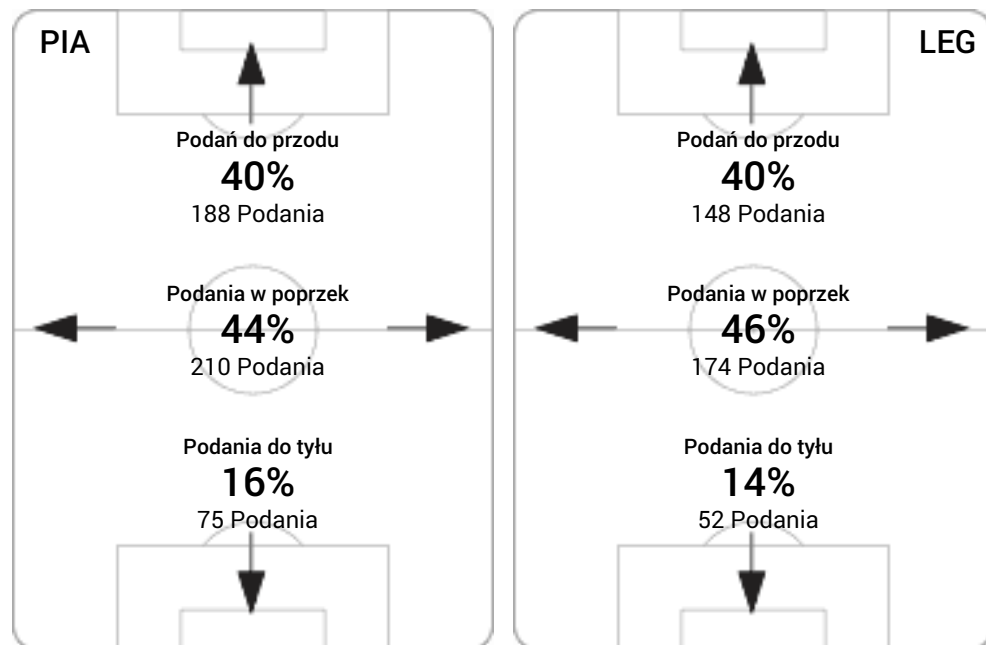 PIA
Podań do przodu
40%
188 Podania
Podania w poprzek
44%
210 Podania
Podania do tyłu
16%
75 Podania
LEG
Podań do przodu
40%
148 Podania
Podania w poprzek
46%
174 Podania
Podania do tyłu
14%
52 Podania